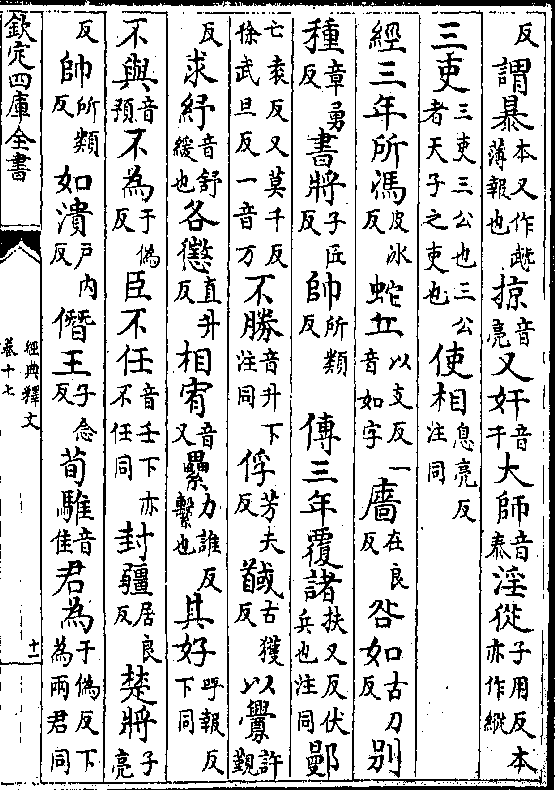 反謂暴本又作虣薄報也掠音亮又奸音干大師音泰淫從子用反本亦作縱
三吏三吏三公也三公者天子之吏也使相息亮反注同
經三年所馮皮冰反蛇丘以支反一音如字廧在良反咎如古刀反別
種章勇反書將子匠反帥所類反傳三年覆諸扶又反伏兵也注同鄤
亡袁反又莫千反徐武旦反一音万不勝音升下注同俘芳夫反馘古獲反以釁許觀
反求紓音舒緩也各懲直升反相宥音又纍力誰反繫也其好呼報反下同
不與音預不為于偽反臣不任音壬下亦不任同封疆居良反楚將子亮
反帥所類反如潰户内反僭王子念反荀騅音隹君為于偽反下為兩君同
欽定四庫全書
經典釋文
卷十七
十一